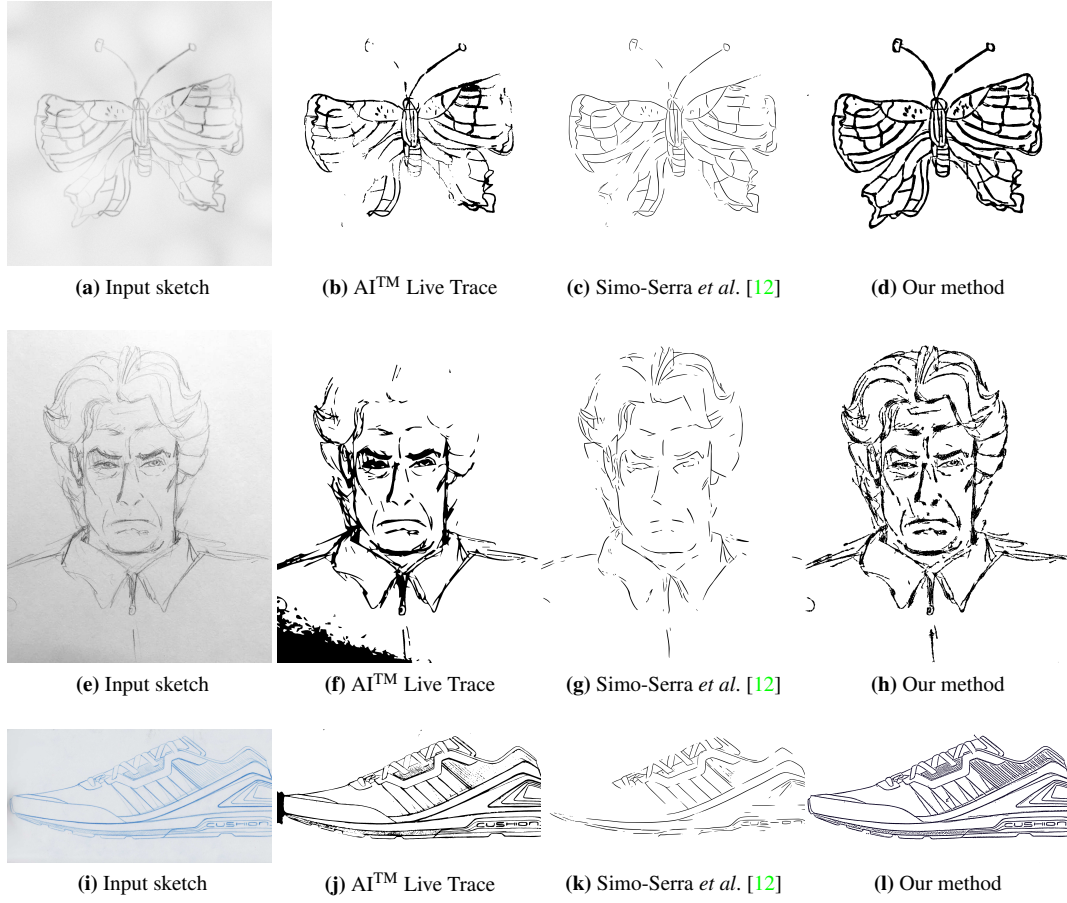 (a) Input sketch
(b) AI™ Live Trace
(c) Simo-Serra et al. [12]
(d) Our method
(e) Input sketch
(f) AI™ Live Trace
(g) Simo-Serra et al. [12]
(h) Our method
CUSHION
CUSHION
CUSHION
(i) Input sketch
(j) AI™ Live Trace
(k) Simo-Serra et al. [12]
(l) Our method